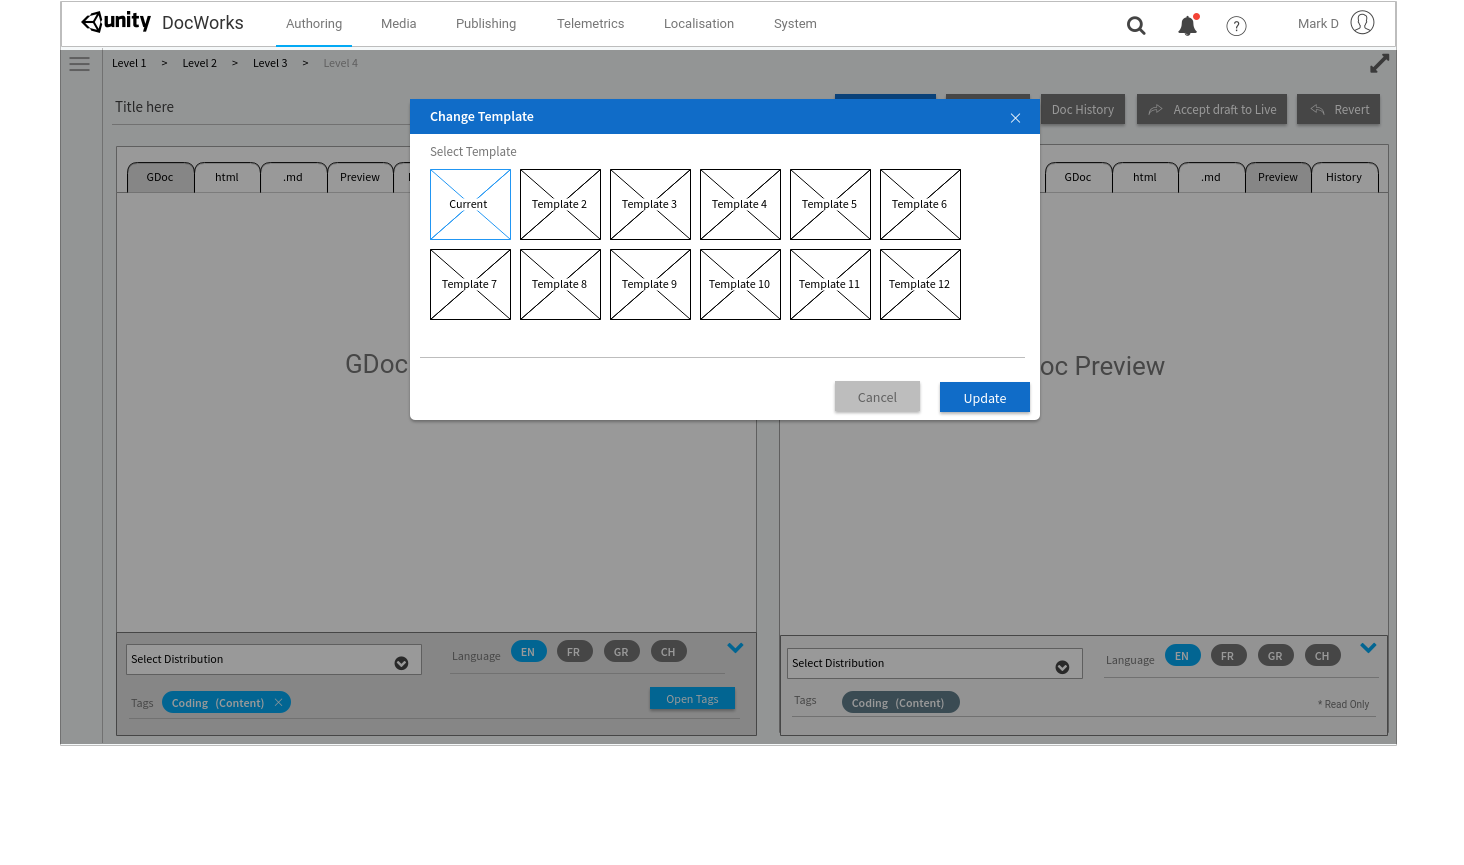 unity DocWorks Authoring Media Publishing Telemetrics Localisation System ? Mark D
Level 1 > Level 2 > Level 3 > Level 4
Title here
Doc History Accept draft to Live Revert
Change Template
Select Template
Current Template 2 Template 3 Template 4 Template 5 Template 6
Template 7 Template 8 Template 9 Template 10 Template 11 Template 12
Cancel Update
GDoc html .md Preview
GDoc html .md Preview History
GDoc
oc Preview
Select Distribution
Language EN FR GR CH
Tags Coding (Content) × Open Tags
Select Distribution
Language EN FR GR CH
Tags Coding (Content) * Read Only